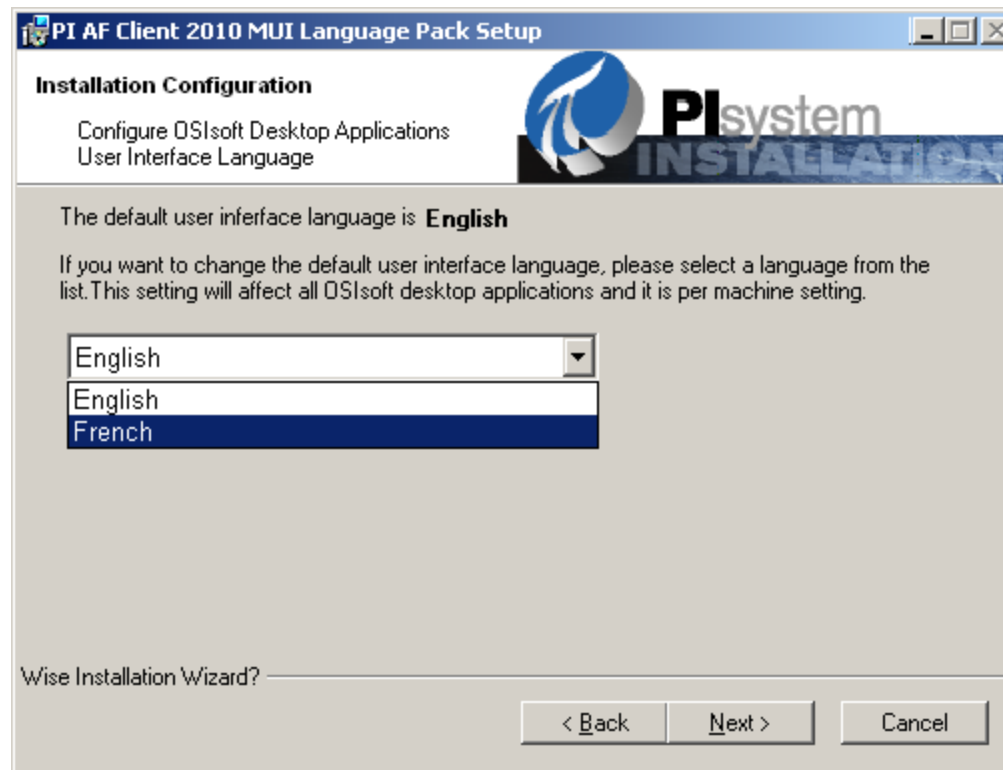 PI AF Client 2010 MUI Language Pack Setup
Installation Configuration
Configure OSIsoft Desktop Applications
User Interface Language
PIsystem
INSTALLATION
The default user inferface language is English
If you want to change the default user interface language, please select a language from the
list.This setting will affect all OSIsoft desktop applications and it is per machine setting.
English
English
French
Wise Installation Wizard?
< Back
Next >
Cancel